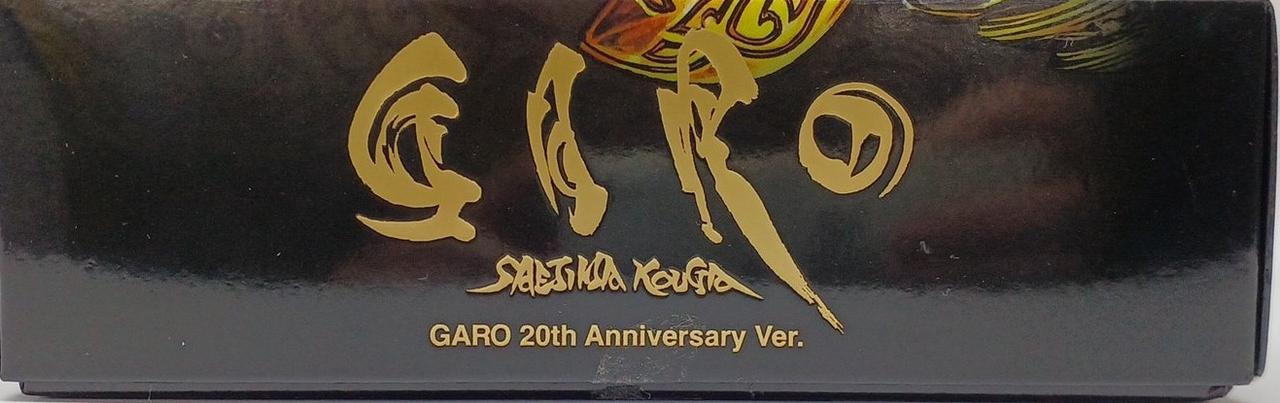 GARO
SAEJIMA KOUGA
GARO 20th Anniversary Ver.